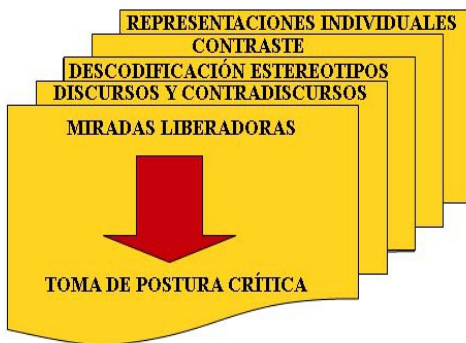 REPRESENTACIONES INDIVIDUALES
CONTRASTE
DESCODIFICACIÓN ESTEREOTIPOS
DISCURSOS Y CONTRADISCURSOS
MIRADAS LIBERADORAS
TOMA DE POSTURA CRÍTICA